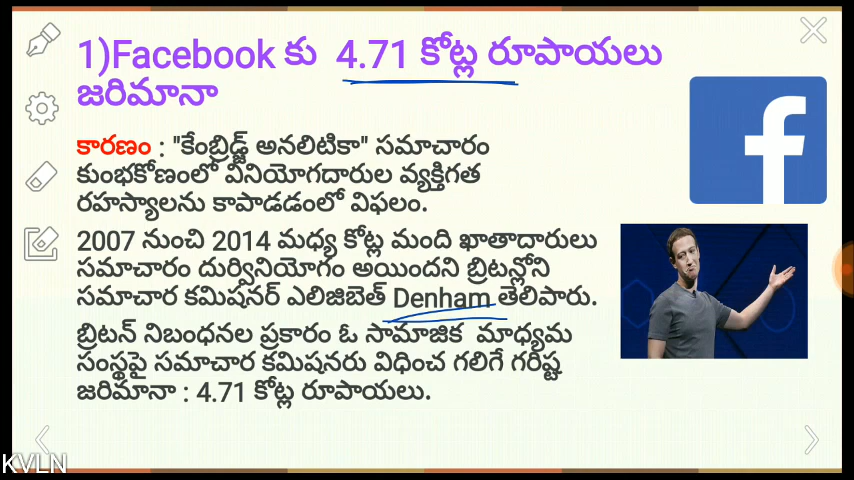 1)Facebook కు 4.71 కోట్ల రూపాయలు
జరిమానా
కారణం : "కేంబ్రిడ్జ్ అనలిటికా" సమాచారం
కుంభకోణంలో వినియోగదారుల వ్యక్తిగత
రహస్యాలను కాపాడడంలో విఫలం.
2007 నుంచి 2014 మధ్య కోట్ల మంది ఖాతాదారులు
సమాచారం దుర్వినియోగం అయిందని బ్రిటన్లోని
సమాచార కమిషనర్ ఎలిజిబెత్ Denham తెలిపారు.
బ్రిటన్ నిబంధనల ప్రకారం ఓ సామాజిక మాధ్యమ
సంస్థపై సమాచార కమిషనరు విధించ గలిగే గరిష్ట
జరిమానా : 4.71 కోట్ల రూపాయలు.
KVLN